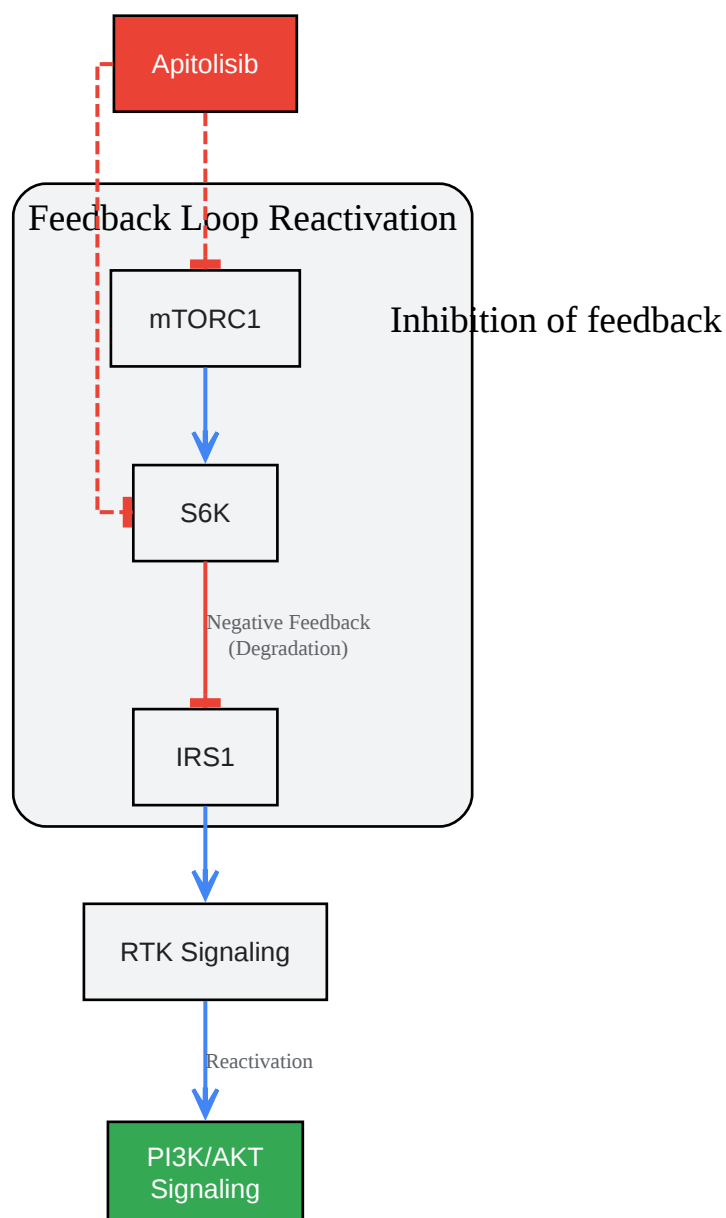 Apitolisib
Feedback Loop Reactivation
mTORC1
Inhibition of feedback
S6K
Negative Feedback
(Degradation)
IRS1
RTK Signaling
Reactivation
PI3K/AKT
Signaling